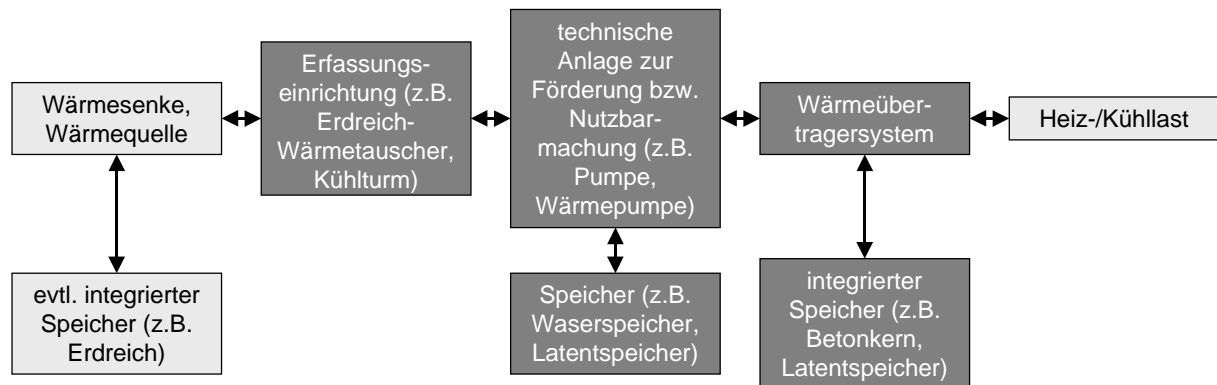 Wärmesenke,
Wärmequelle
Erfassungs-
einrichtung (z.B.
Erdreich-
Wärmetauscher,
Kühlturm)
technische
Anlage zur
Förderung bzw.
Nutzbar-
machung (z.B.
Pumpe,
Wärmepumpe)
Wärmeüber-
tragersystem
Heiz-/Kühllast
evtl. integrierter
Speicher (z.B.
Erdreich)
Speicher (z.B.
Waserspeicher,
Latentspeicher)
integrierter
Speicher (z.B.
Betonkern,
Latentspeicher)